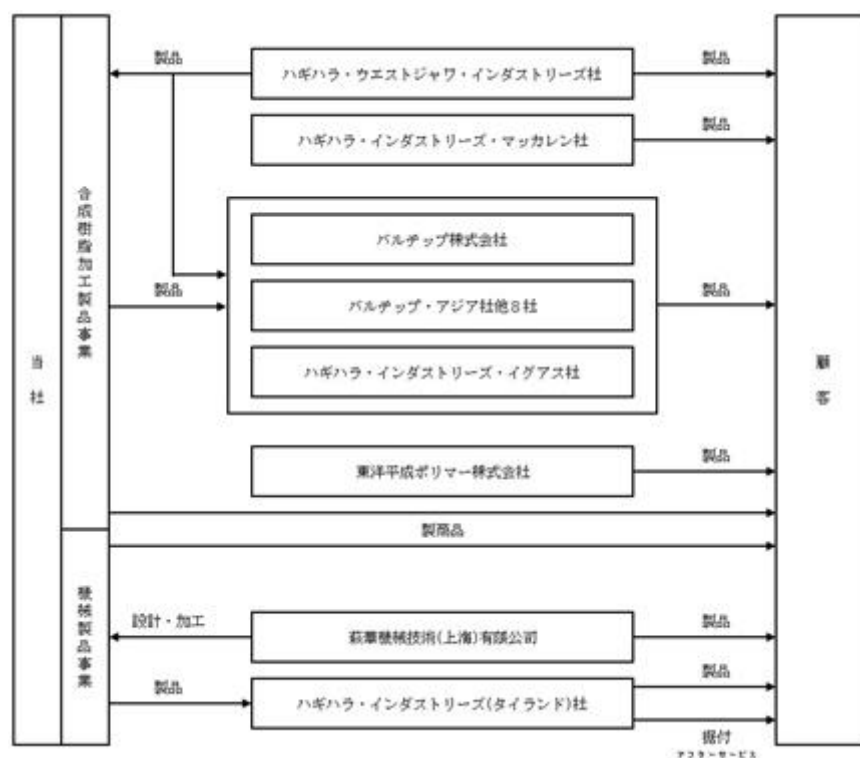 製品
ハギハラ・ウエストジャワ・インダストリーズ社
製品
ハギハラ・インダストリーズ・マッカレン社
製品
合成樹脂加工製品事業
バルチップ株式会社
製品
バルチップ・アジア社他8社
製品
ハギハラ・インダストリーズ・イグアス社
当社
顧客
東洋平成ポリマー株式会社
製品
製商品
機械製品事業
設計・加工
萩華機械技術(上海)有限公司
製品
製品
ハギハラ・インダストリーズ(タイランド)社
製品
据付
アフターサービス